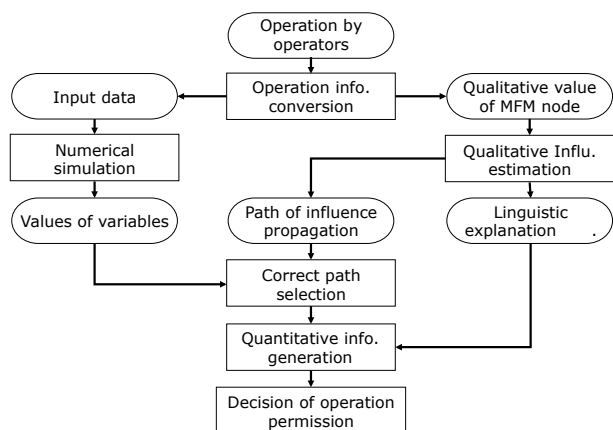 Operation by
operators
Input data
Operation info.
conversion
Qualitative value
of MFM node
Numerical
simulation
Qualitative Influ.
estimation
Values of variables
Path of influence
propagation
Linguistic
explanation .
Correct path
selection
Quantitative info.
generation
Decision of operation
permission